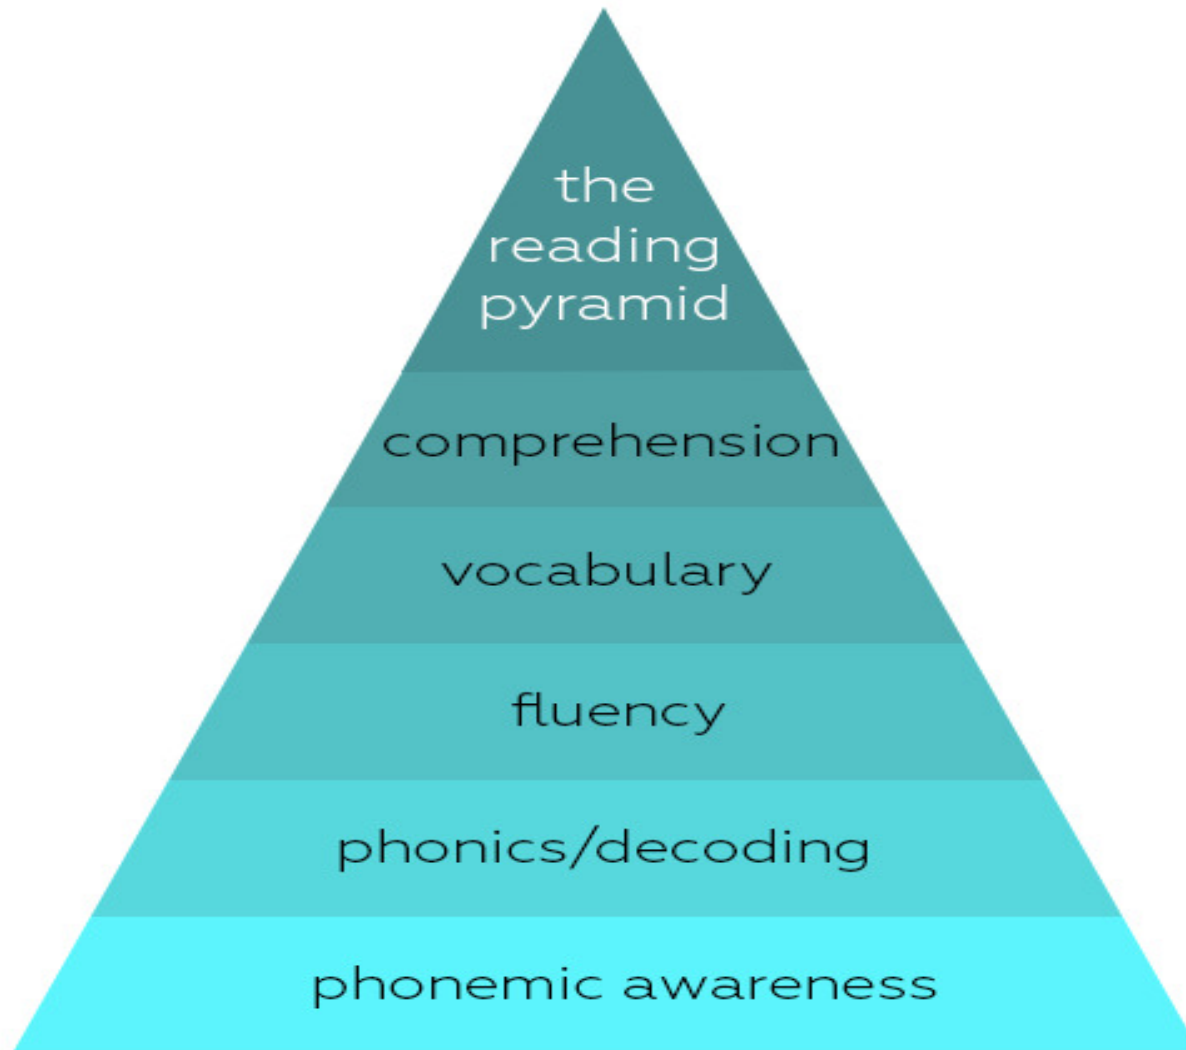 the
reading
pyramid
comprehension
vocabulary
fluency
phonics/decoding
phonemic awareness